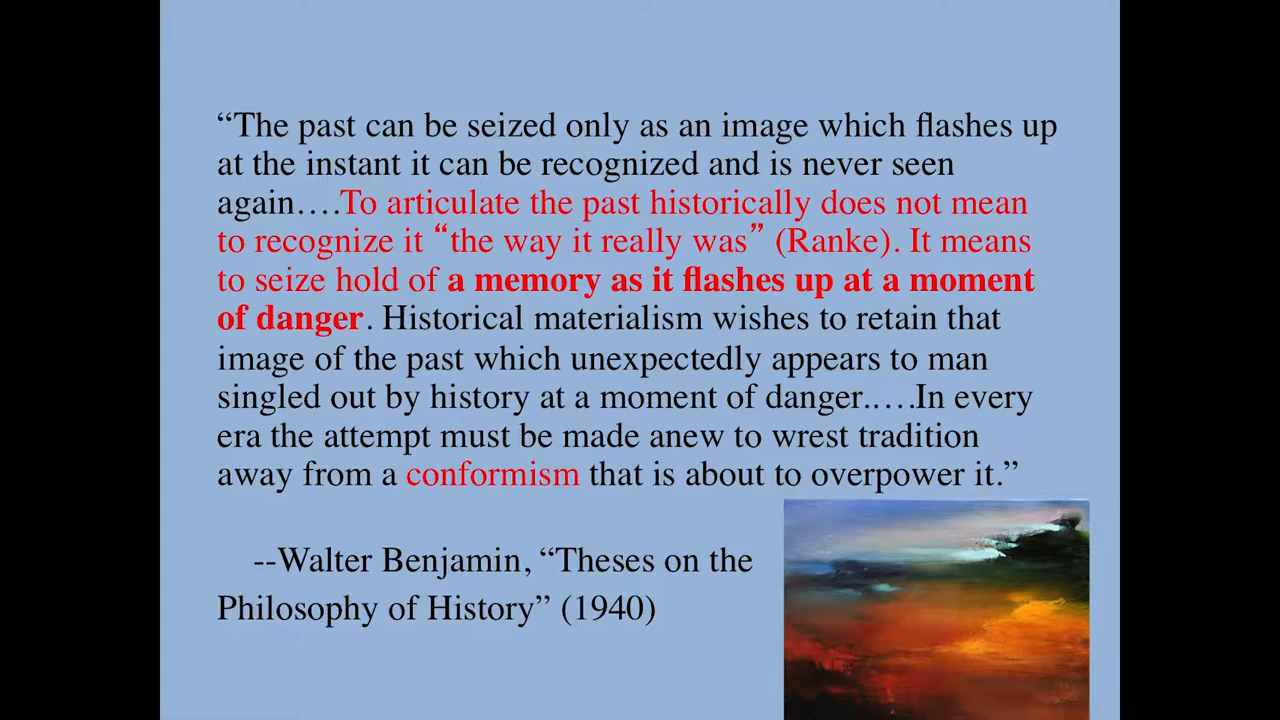 “The past can be seized only as an image which flashes up
at the instant it can be recognized and is never seen
again….To articulate the past historically does not mean
to recognize it “the way it really was” (Ranke). It means
to seize hold of a memory as it flashes up at a moment
of danger. Historical materialism wishes to retain that
image of the past which unexpectedly appears to man
singled out by history at a moment of danger.….In every
era the attempt must be made anew to wrest tradition
away from a conformism that is about to overpower it.”
--Walter Benjamin, “Theses on the
Philosophy of History” (1940)